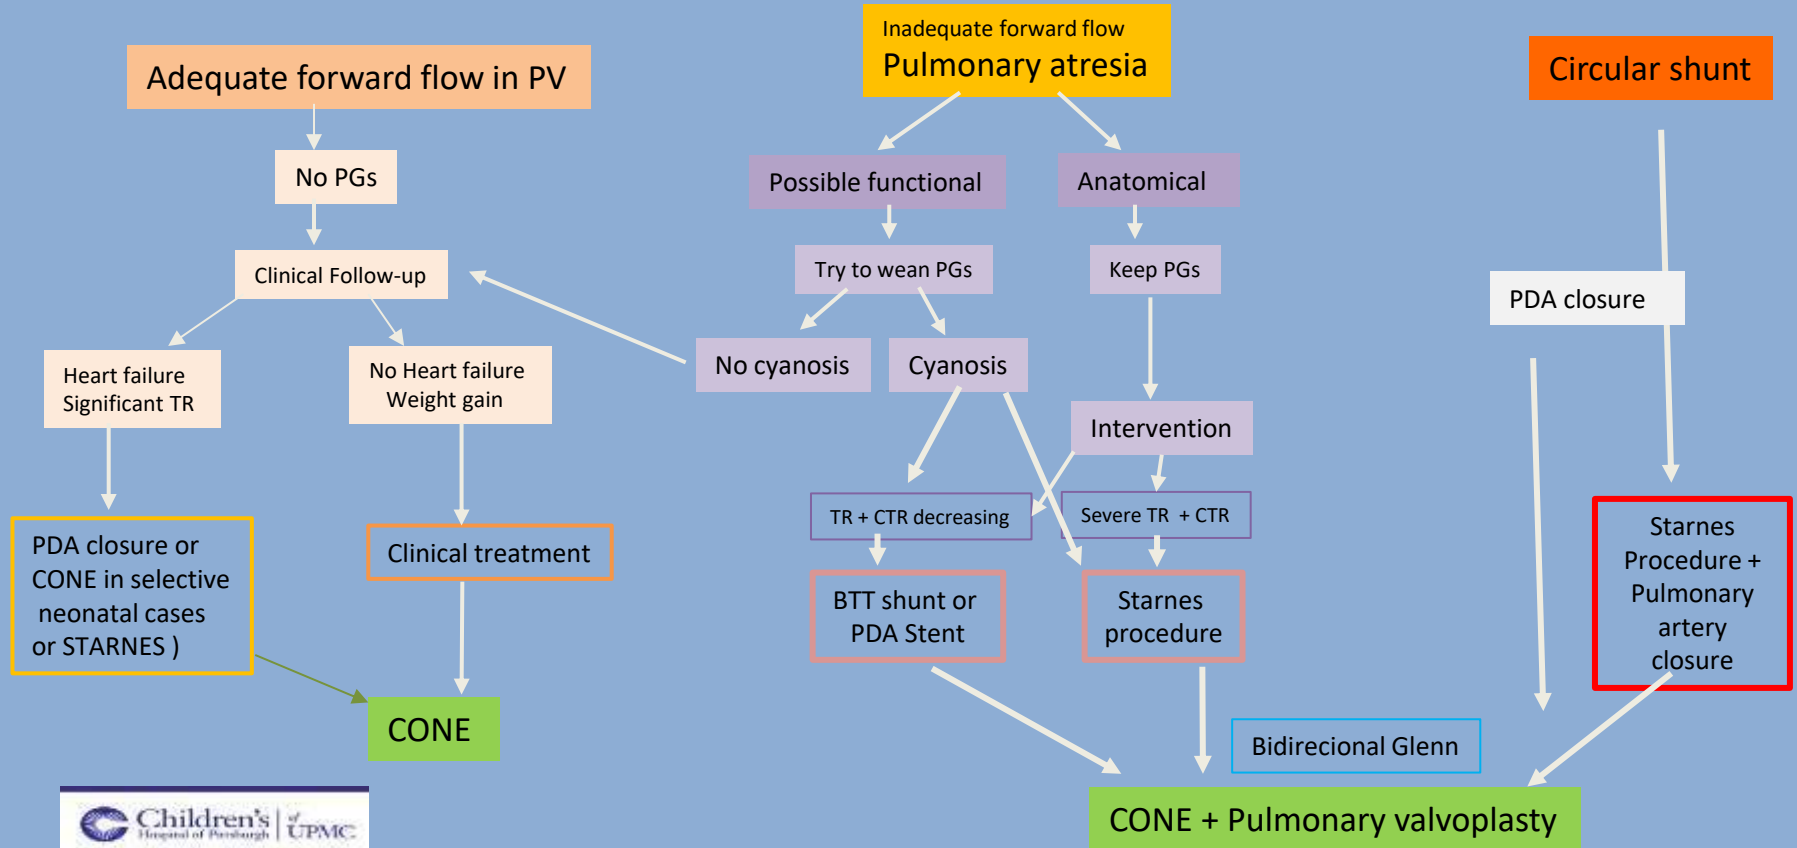 Adequate forward flow in PV
No PGs
Clinical Follow-up
Heart failure
Significant TR
No Heart failure
Weight gain
PDA closure or
CONE in selective
neonatal cases
or STARNES )
Clinical treatment
CONE
Inadequate forward flow
Pulmonary atresia
Possible functional
Anatomical
Try to wean PGs
Keep PGs
No cyanosis
Cyanosis
Intervention
TR + CTR decreasing
Severe TR + CTR
BTT shunt or
PDA Stent
Starnes
procedure
Circular shunt
PDA closure
Starnes
Procedure +
Pulmonary
artery
closure
Bidirecional Glenn
CONE + Pulmonary valvoplasty
Children's
Hospital of Pittsburgh
of
UPMC